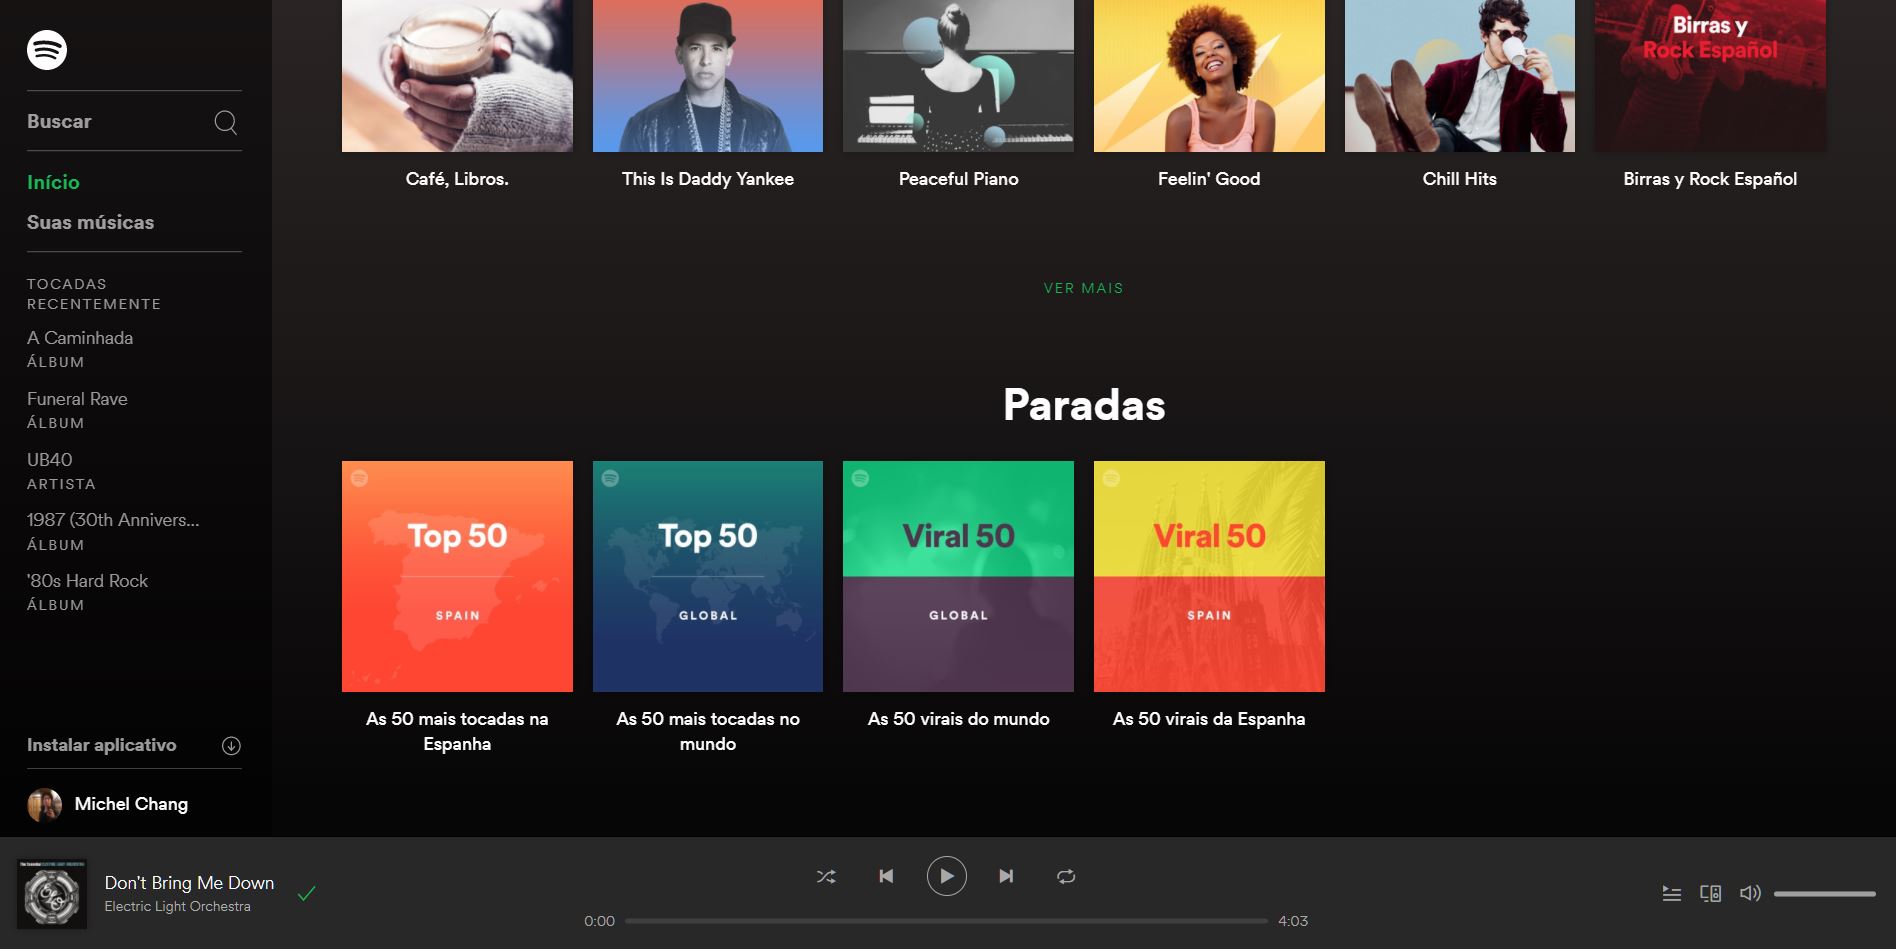 Buscar
Início
Suas músicas
TOCADAS
RECENTEMENTE
A Caminhada
ÁLBUM
Funeral Rave
ÁLBUM
UB40
ARTISTA
1987 (30th Annivers...
ÁLBUM
'80s Hard Rock
ÁLBUM
Instalar aplicativo
Michel Chang
Birras y
Rock Español
Café, Libros.
This Is Daddy Yankee
Peaceful Piano
Feelin' Good
Chill Hits
Birras y Rock Español
VER MAIS
Paradas
Top 50
SPAIN
Top 50
GLOBAL
Viral 50
GLOBAL
Viral 50
SPAIN
As 50 mais tocadas na
Espanha
As 50 mais tocadas no
mundo
As 50 virais do mundo
As 50 virais da Espanha
Don't Bring Me Down
Electric Light Orchestra
0:00
4:03